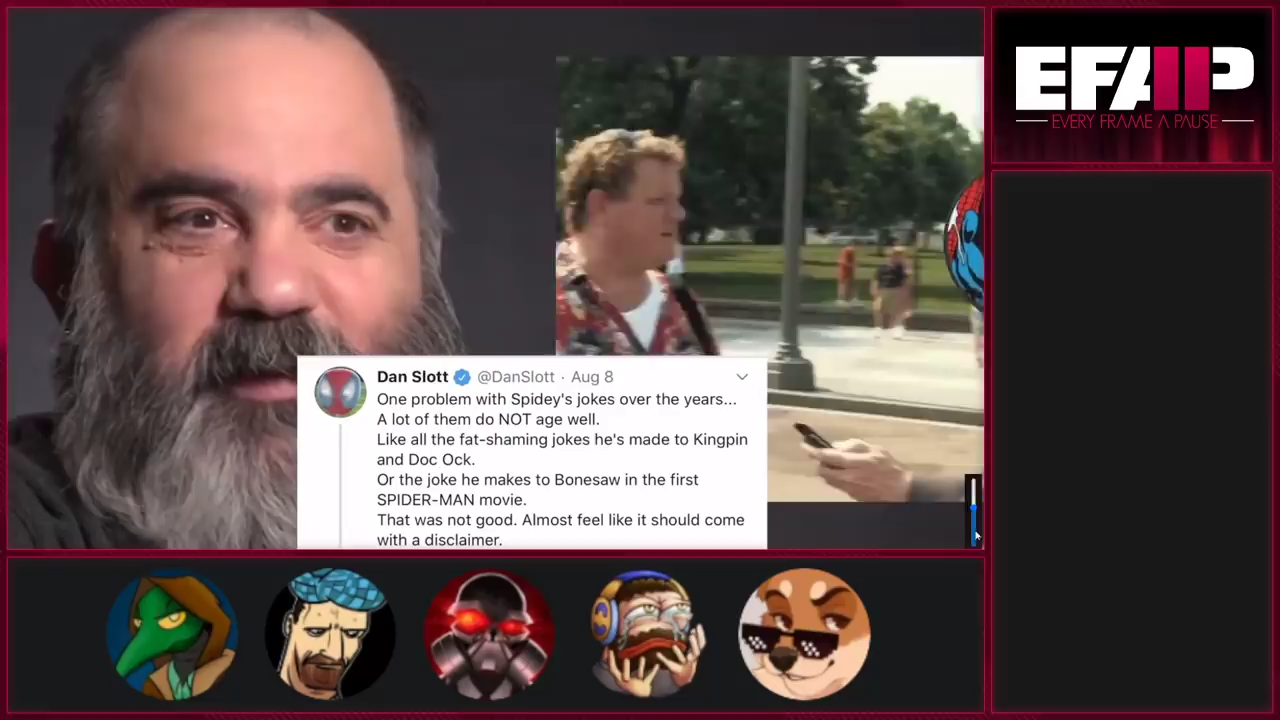 EFAP
EVERY FRAME A PAUSE
Dan Slott @DanSlott · Aug 8
One problem with Spidey's jokes over the years...
A lot of them do NOT age well.
Like all the fat-shaming jokes he's made to Kingpin
and Doc Ock.
Or the joke he makes to Bonesaw in the first
SPIDER-MAN movie.
That was not good. Almost feel like it should come
with a disclaimer.